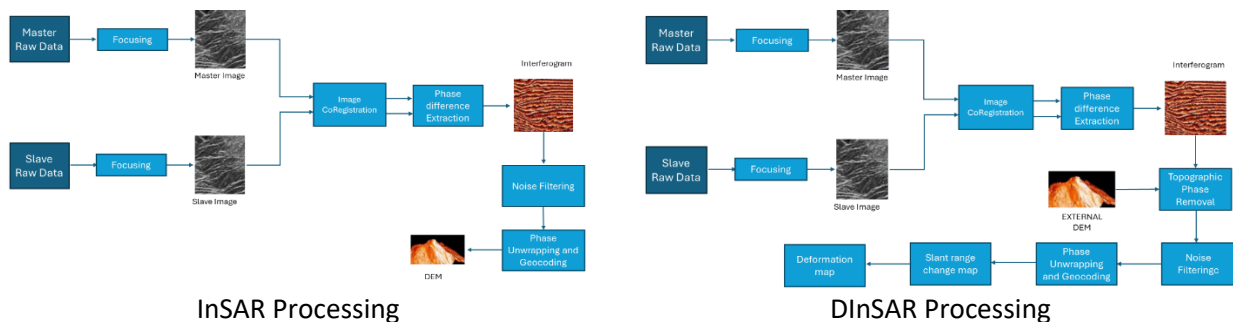 Master
Raw Data
Focusing
Master Image
Slave
Raw Data
Focusing
Slave Image
Image
CoRegistration
Phase
difference
Extraction
Interferogram
Noise Filtering
Phase
Unwrapping and
Geocoding
DEM
InSAR Processing
Master
Raw Data
Focusing
Master Image
Slave
Raw Data
Focusing
Slave Image
Image
CoRegistration
Phase
difference
Extraction
Interferogram
Topographic
Phase
Removal
EXTERNAL
DEM
Noise
Filteringc
Phase
Unwrapping
and Geocoding
Slant range
change map
Deformation
map
DInSAR Processing